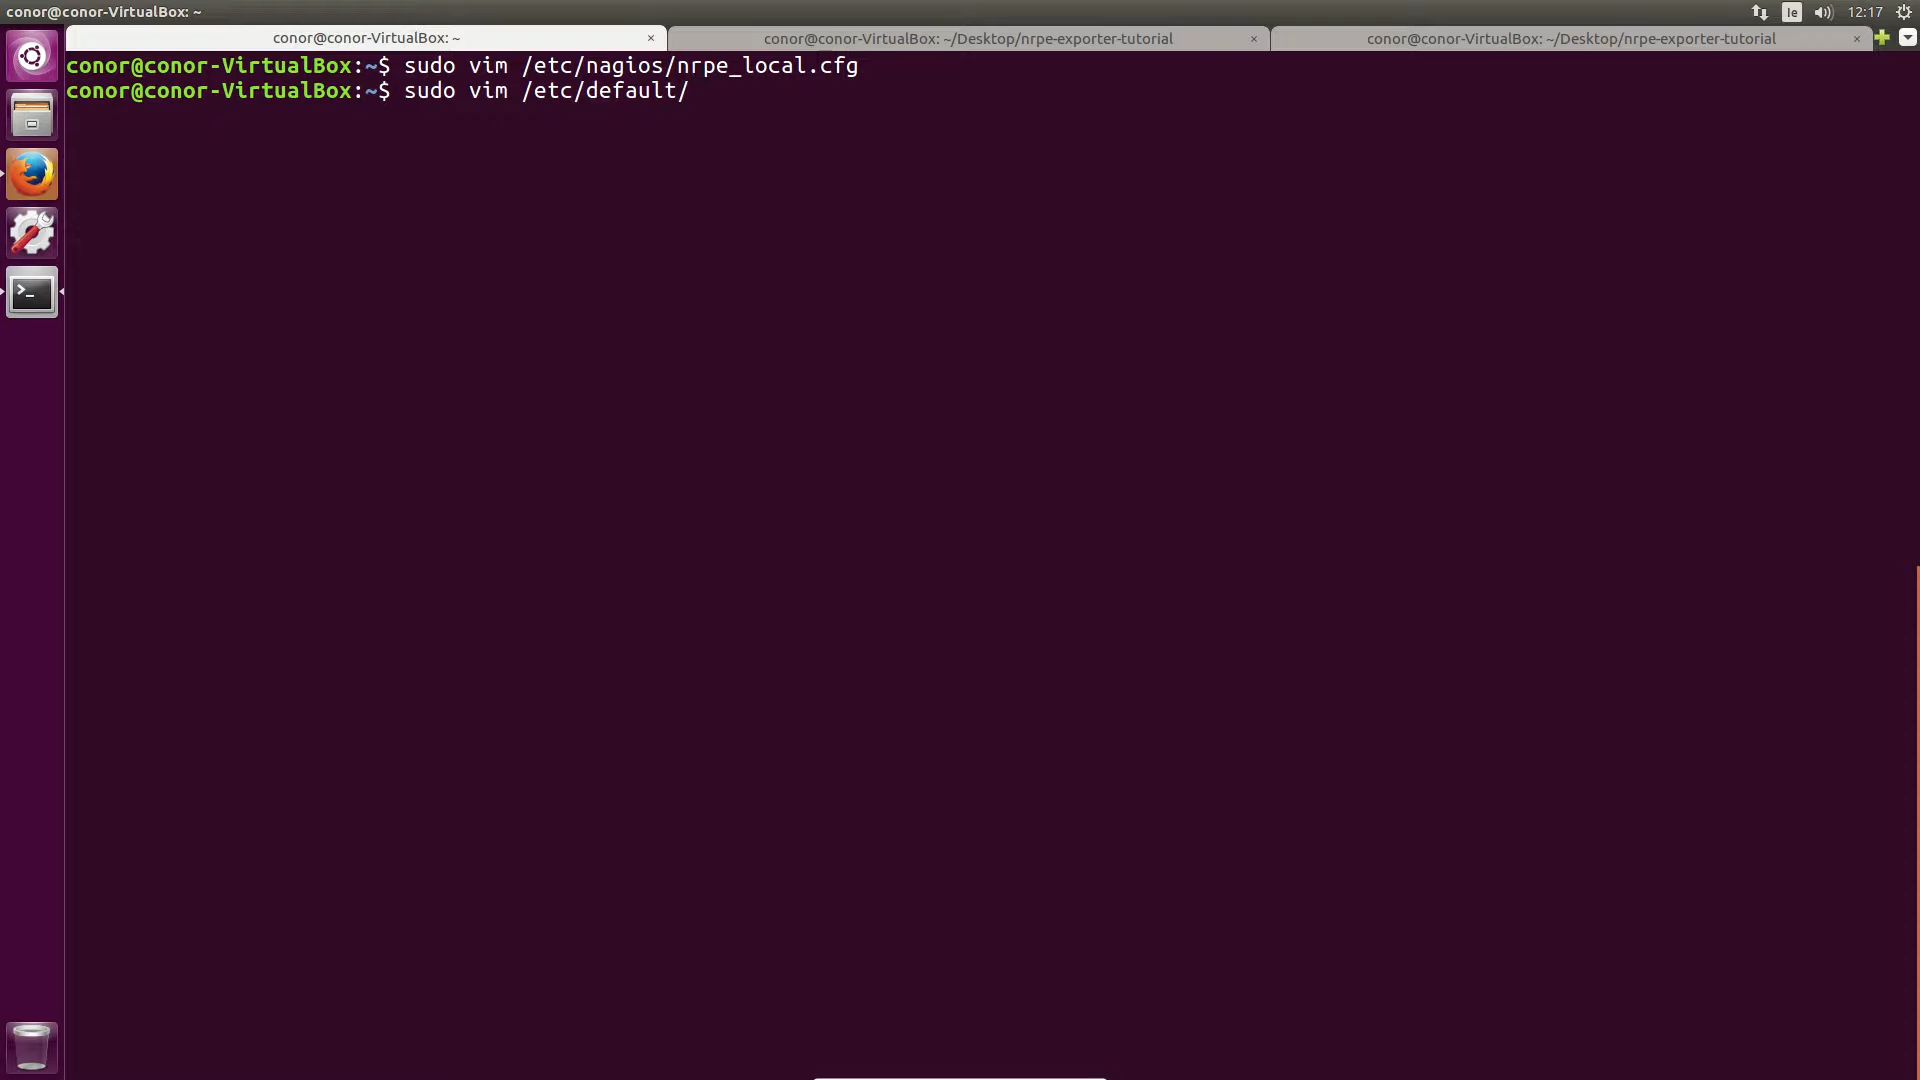 conor@conor-VirtualBox: ~
Ie
12:17
conor@conor-VirtualBox: ~ ×
conor@conor-VirtualBox: ~/Desktop/nrpe-exporter-tutorial ×
conor@conor-VirtualBox: ~/Desktop/nrpe-exporter-tutorial ×
conor@conor-VirtualBox:~$ sudo vim /etc/nagios/nrpe_local.cfg
conor@conor-VirtualBox:~$ sudo vim /etc/default/
>_